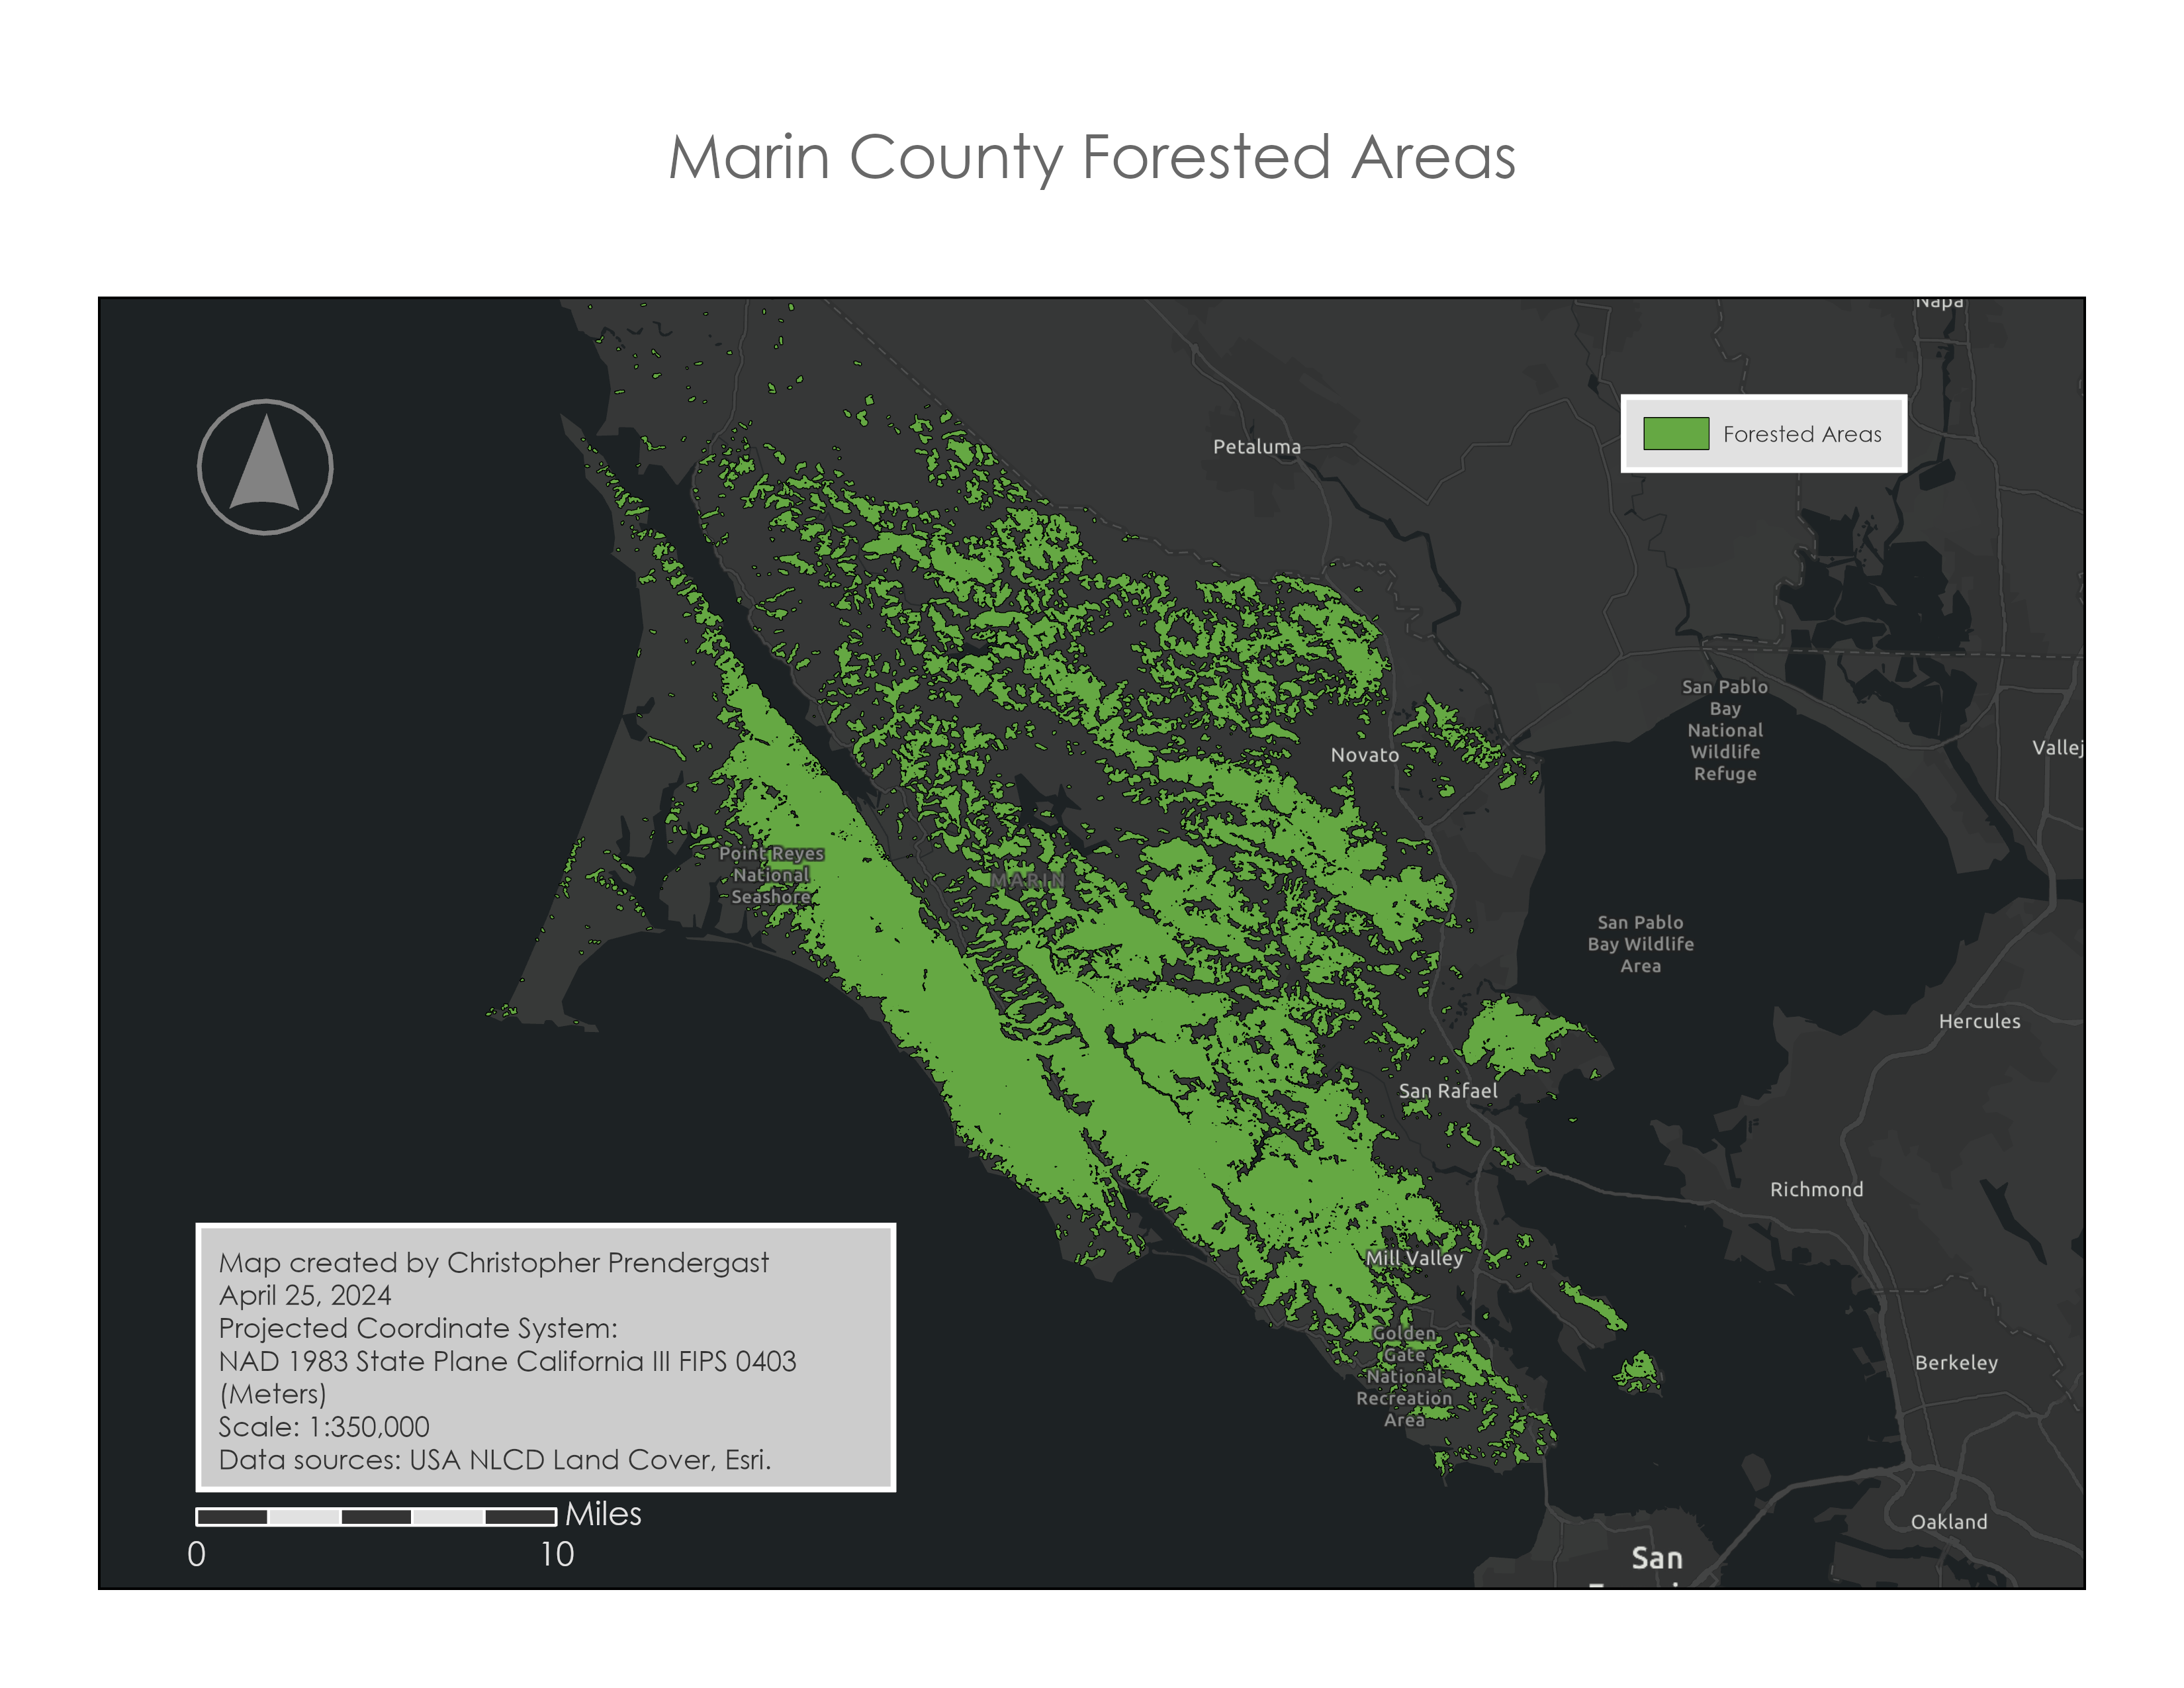 Marin County Forested Areas
Napa
Forested Areas
Petaluma
San Pablo
Bay
National
Wildlife
Refuge
Vallej
Novato
Point Reyes
National
Seashore
MARIN
San Pablo
Bay Wildlife
Area
Hercules
San Rafael
Richmond
Mill Valley
Golden
Gate
National
Recreation
Area
Berkeley
Oakland
San
Map created by Christopher Prendergast
April 25, 2024
Projected Coordinate System:
NAD 1983 State Plane California III FIPS 0403
(Meters)
Scale: 1:350,000
Data sources: USA NLCD Land Cover, Esri.
Miles
0 10